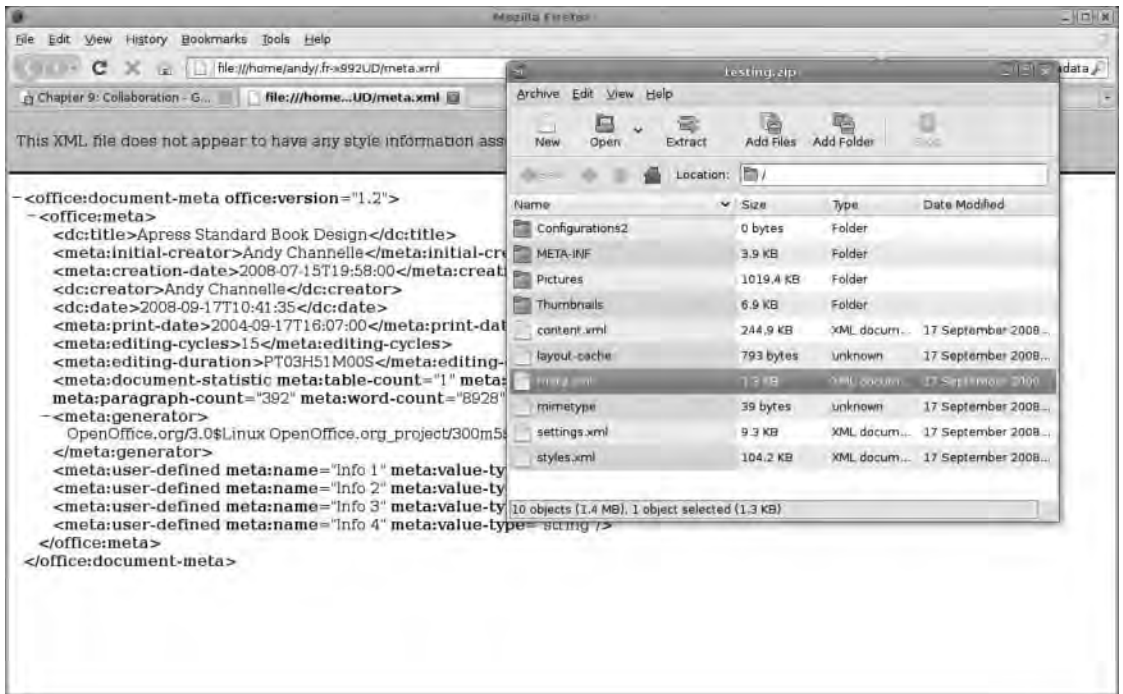 Mozilla Firefox
File Edit View History Bookmarks Tools Help
file:///home/andy/.fr-x992UD/meta.xml
adata
Chapter 9: Collaboration - G...
file:///home...UD/meta.xml
This XML file does not appear to have any style information ass
-<office:document-meta office:version="1.2">
-<office:meta>
<dc:title>Apress Standard Book Design</dc:title>
<meta:initial-creator>Andy Channelle</meta:initial-cre
<meta:creation-date>2008-07-15T19:58:00</meta:creat
<dc:creator>Andy Channelle</dc:creator>
<dc:date>2008-09-17T10:41:35</dc:date>
<meta:print-date>2004-09-17T16:07:00</meta:print-dat
<meta:editing-cycles>15</meta:editing-cycles>
<meta:editing-duration>PT03H51M00S</meta:editing-
<meta:document-statistic meta:table-count="1" meta:
meta:paragraph-count="392" meta:word-count="8928"
-<meta:generator>
OpenOffice.org/3.0$Linux OpenOffice.org_project/300m5
</meta:generator>
<meta:user-defined meta:name="Info 1" meta:value-ty
<meta:user-defined meta:name="Info 2" meta:value-ty
<meta:user-defined meta:name="Info 3" meta:value-ty
<meta:user-defined meta:name="Info 4" meta:value-type="string"/>
</office:meta>
</office:document-meta>
testing.zip
Archive Edit View Help
New Open Extract Add Files Add Folder Stop
Location: /
Name Size Type Date Modified
Configurations2 0 bytes Folder
META-INF 3.9 KB Folder
Pictures 1019.4 KB Folder
Thumbnails 6.9 KB Folder
content.xml 244.9 KB XML docum... 17 September 2008...
layout-cache 793 bytes unknown 17 September 2008...
meta.xml 1.3 KB XML docum... 17 September 2008...
mimetype 39 bytes unknown 17 September 2008...
settings.xml 9.3 KB XML docum... 17 September 2008...
styles.xml 104.2 KB XML docum... 17 September 2008...
10 objects (1.4 MB), 1 object selected (1.3 KB)